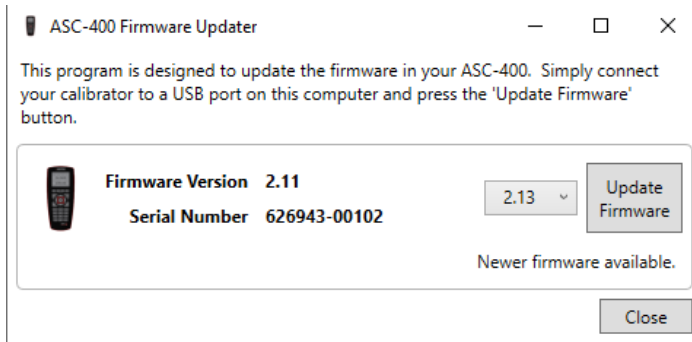 ASC-400 Firmware Updater
This program is designed to update the firmware in your ASC-400. Simply connect
your calibrator to a USB port on this computer and press the 'Update Firmware'
button.
Firmware Version 2.11
Serial Number 626943-00102
2.13
Update
Firmware
Newer firmware available.
Close